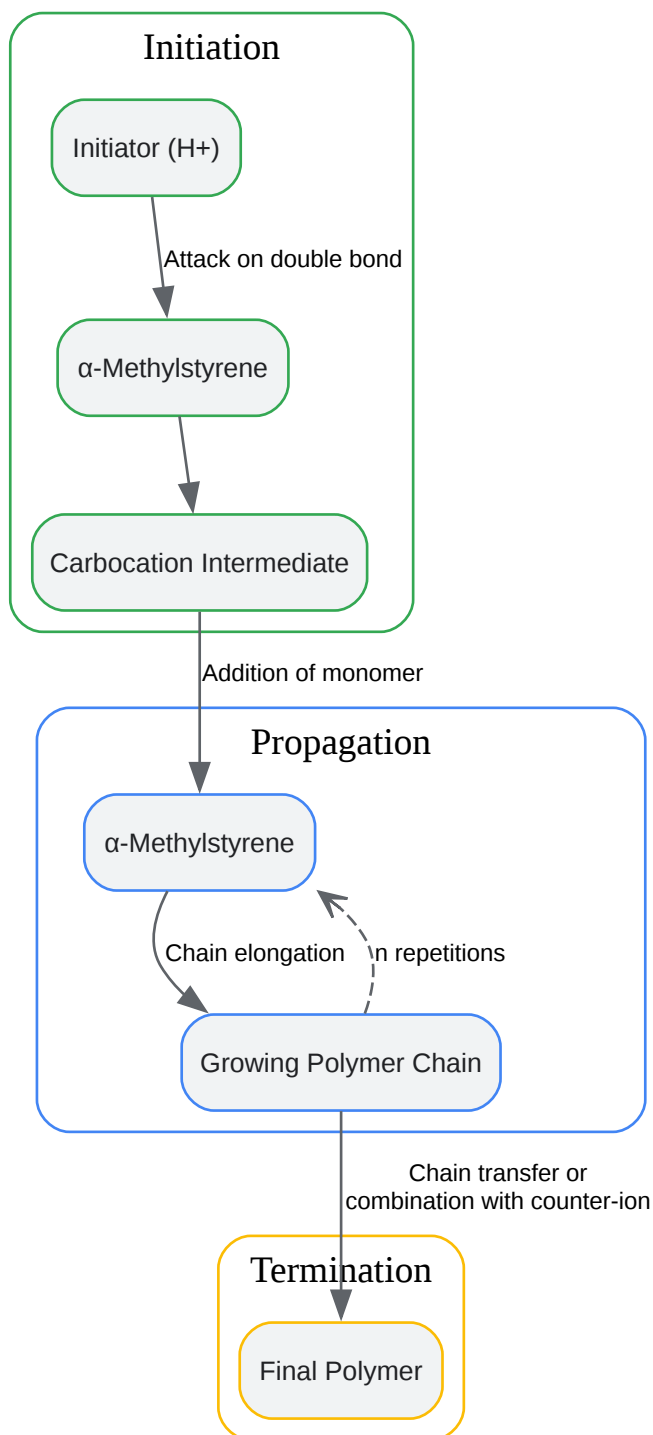 Initiation
Initiator (H+)
Attack on double bond
α-Methylstyrene
Carbocation Intermediate
Addition of monomer
Propagation
α-Methylstyrene
Chain elongation
n repetitions
Growing Polymer Chain
Chain transfer or
combination with counter-ion
Termination
Final Polymer